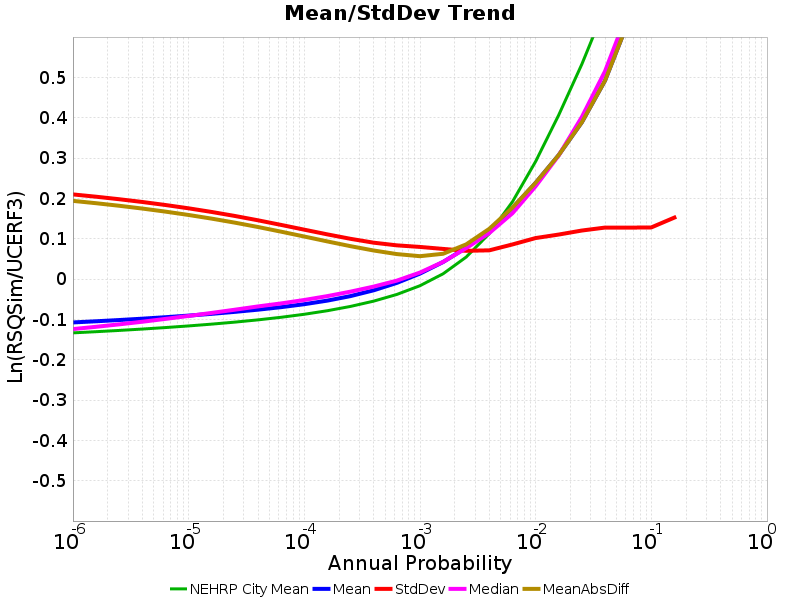 Mean/StdDev Trend
Ln(RSQSim/UCERF3)
0.5
0.4
0.3
0.2
0.1
0
-0.1
-0.2
-0.3
-0.4
-0.5
10^-6 10^-5 10^-4 10^-3 10^-2 10^-1 10^0
Annual Probability
NEHRP City Mean Mean StdDev Median MeanAbsDiff